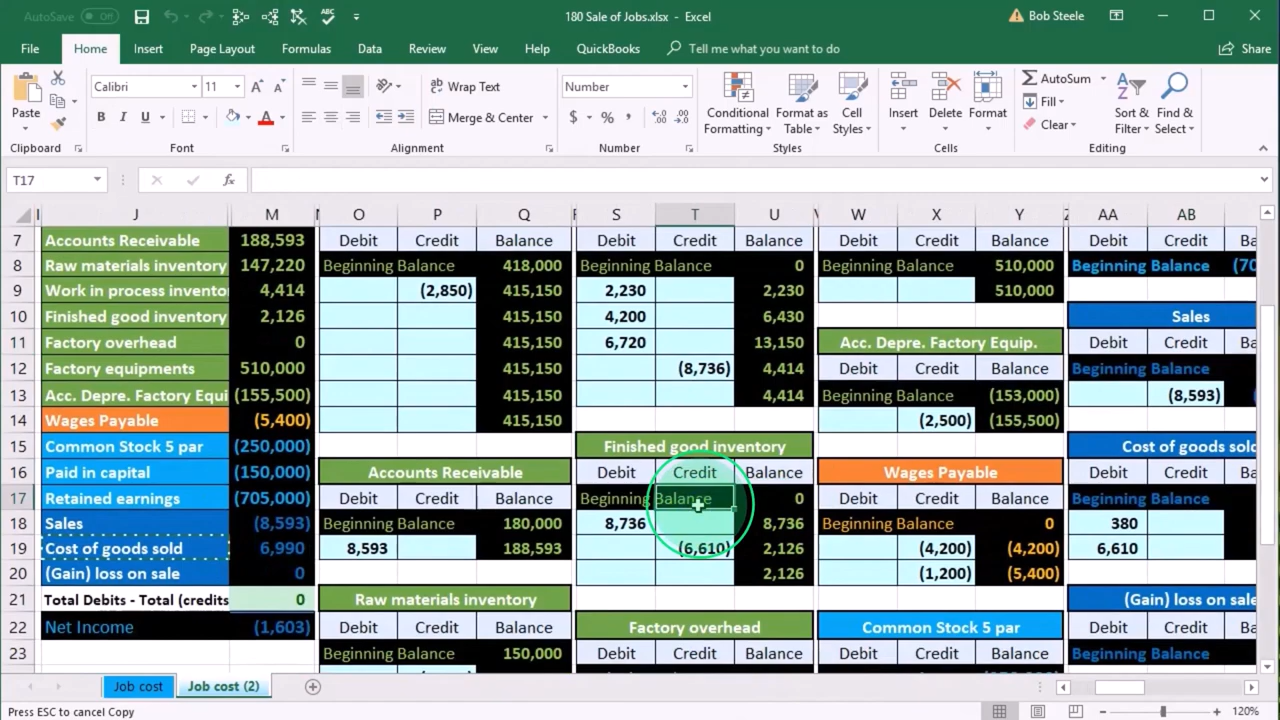 AutoSave Off 180 Sale of Jobs.xlsx - Excel Bob Steele
File Home Insert Page Layout Formulas Data Review View Help QuickBooks Tell me what you want to do Share
Calibri 11 Wrap Text Number AutoSum
Paste B I U Merge & Center $ % Conditional Formatting Format as Table Cell Styles Insert Delete Format Fill Clear Sort & Filter Find & Select
Clipboard Font Alignment Number Styles Cells Editing
T17 fx
J M O P Q S T U W X Y AA AB
7 Accounts Receivable 188,593 Debit Credit Balance Debit Credit Balance Debit Credit Balance Debit Credit Ba
8 Raw materials inventory 147,220 Beginning Balance 418,000 Beginning Balance 0 Beginning Balance 510,000 Beginning Balance (70
9 Work in process invento 4,414 (2,850) 415,150 2,230 2,230 510,000
10 Finished good inventory 2,126 415,150 4,200 6,430 Sales
11 Factory overhead 0 415,150 6,720 13,150 Acc. Depre. Factory Equip. Debit Credit Ba
12 Factory equipments 510,000 415,150 (8,736) 4,414 Debit Credit Balance Beginning Balance
13 Acc. Depre. Factory Equi (155,500) 415,150 4,414 Beginning Balance (153,000) (8,593)
14 Wages Payable (5,400) 415,150 (2,500) (155,500)
15 Common Stock 5 par (250,000) Finished good inventory Cost of goods sold
16 Paid in capital (150,000) Accounts Receivable Debit Credit Balance Wages Payable Debit Credit Ba
17 Retained earnings (705,000) Debit Credit Balance Beginning Balance 0 Debit Credit Balance Beginning Balance
18 Sales (8,593) Beginning Balance 180,000 8,736 8,736 Beginning Balance 0 380
19 Cost of goods sold 6,990 8,593 188,593 (6,610) 2,126 (4,200) (4,200) 6,610
20 (Gain) loss on sale 0 2,126 (1,200) (5,400)
21 Total Debits - Total (credits 0 Raw materials inventory (Gain) loss on sale
22 Net Income (1,603) Debit Credit Balance Factory overhead Common Stock 5 par Debit Credit Ba
23 Beginning Balance 150,000 Debit Credit Balance Debit Credit Balance Beginning Balance
Job cost Job cost (2)
Press ESC to cancel Copy 120%